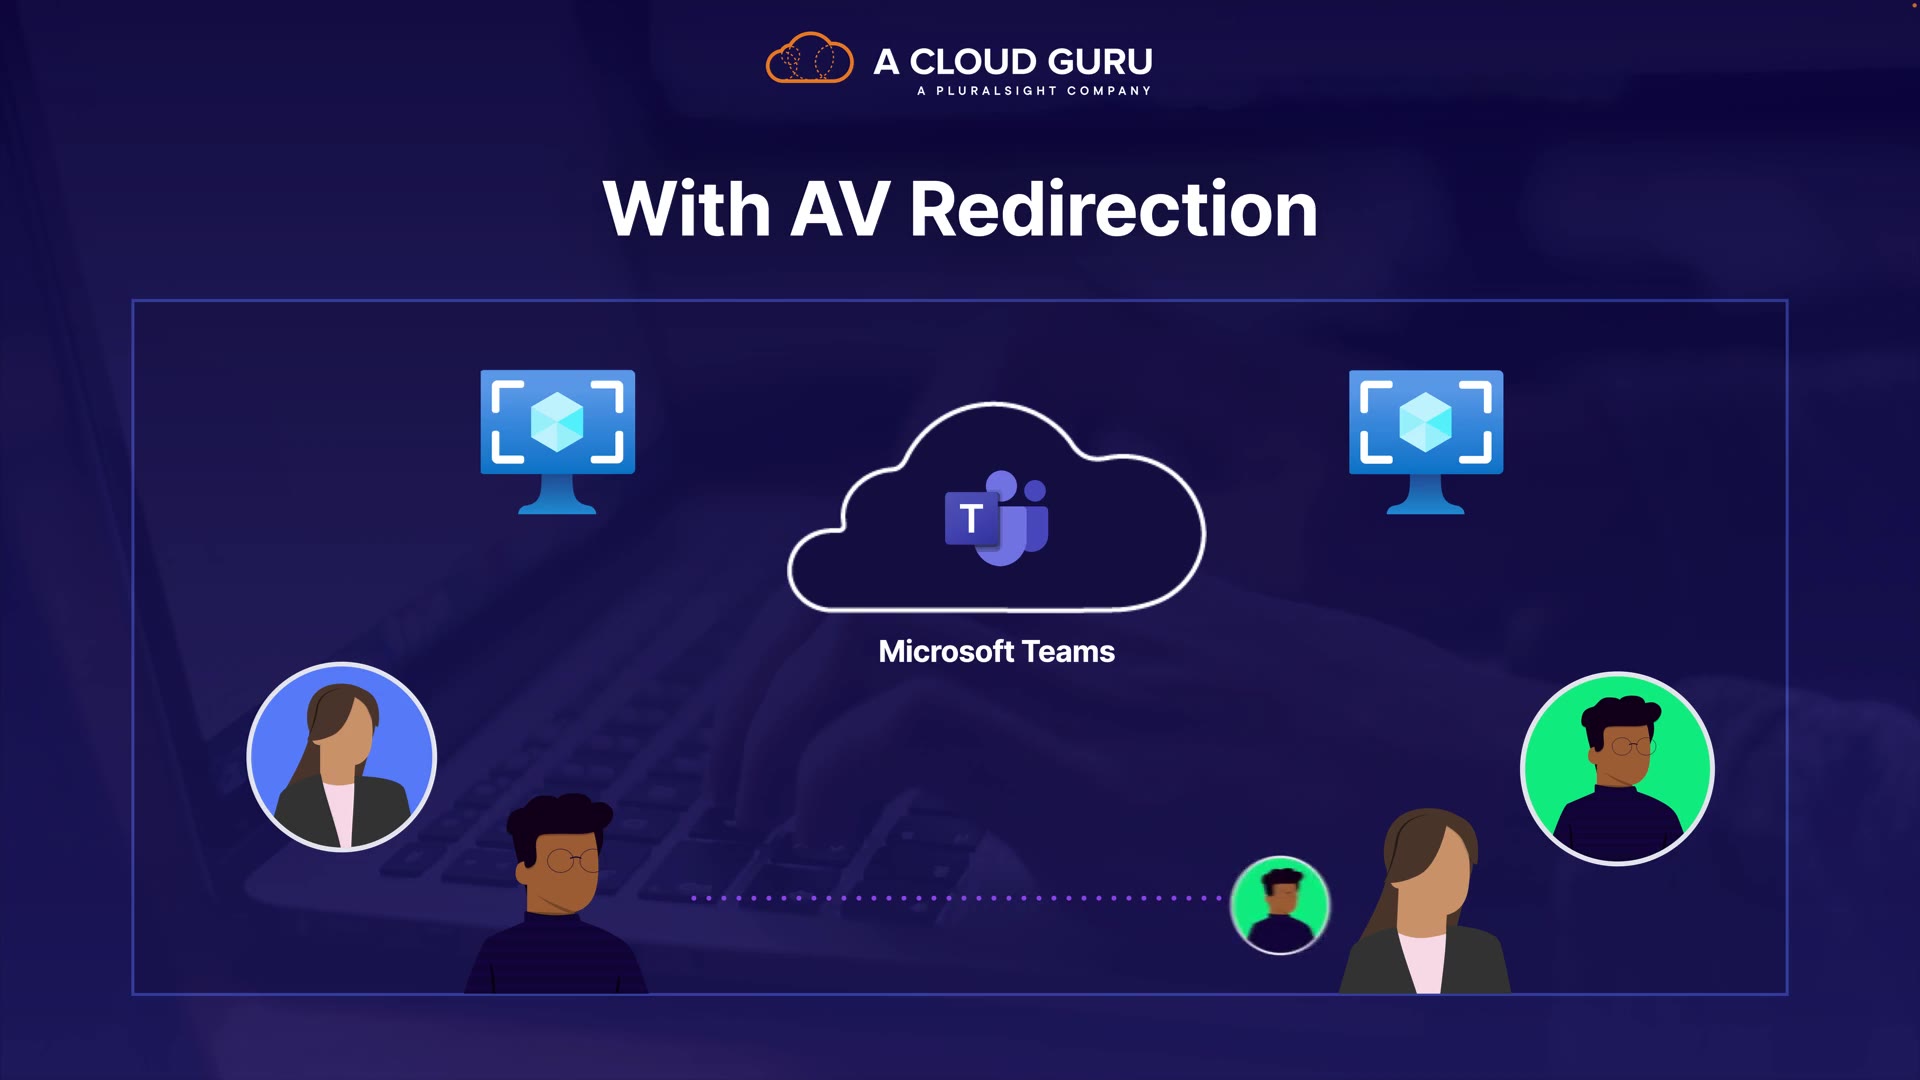 A CLOUD GURU
A PLURALSIGHT COMPANY
With AV Redirection
T
Microsoft Teams